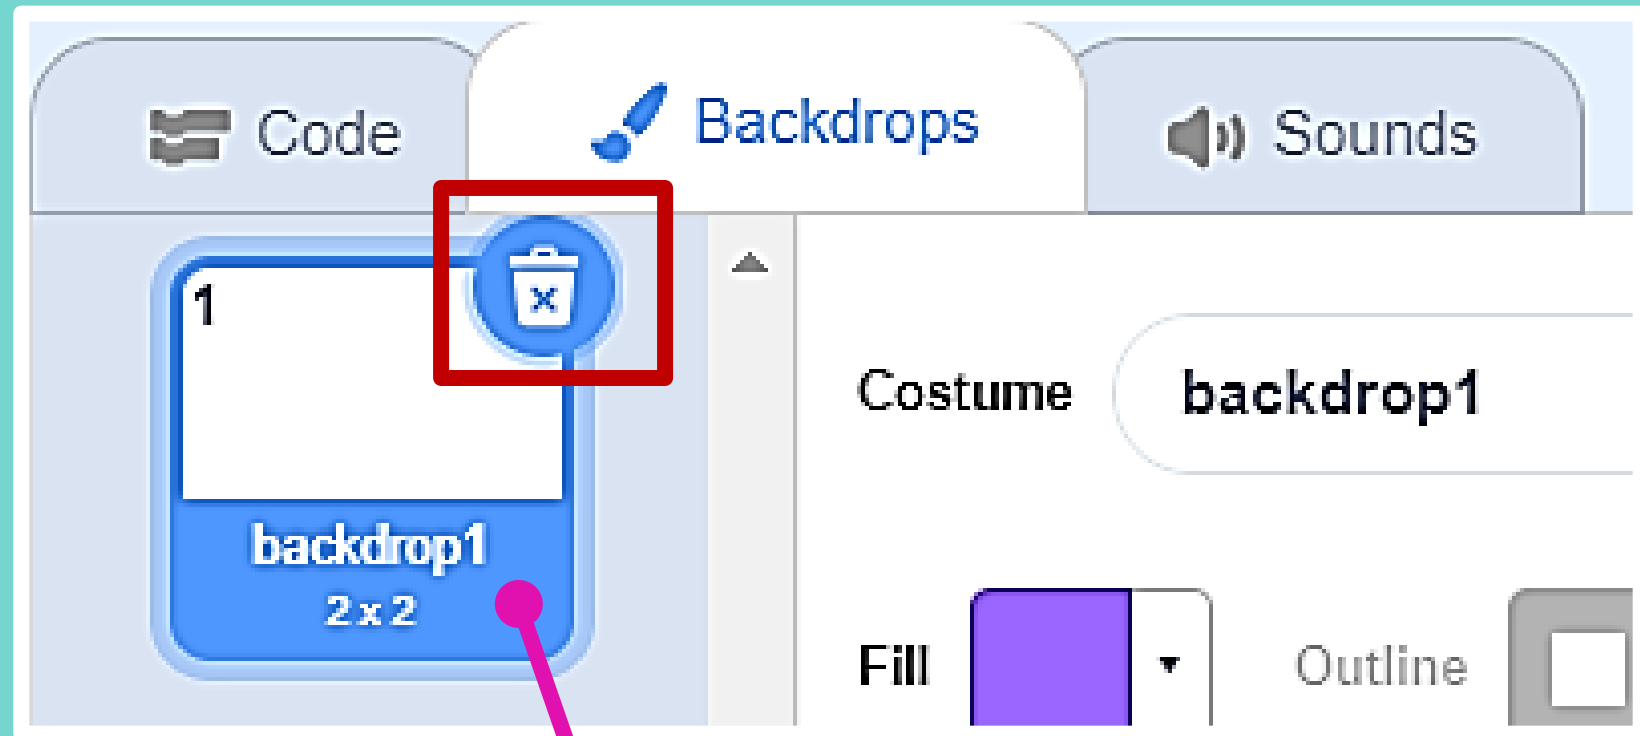 Code
Backdrops
Sounds
1
backdrop1
2 x 2
Costume
backdrop1
Fill
Outline